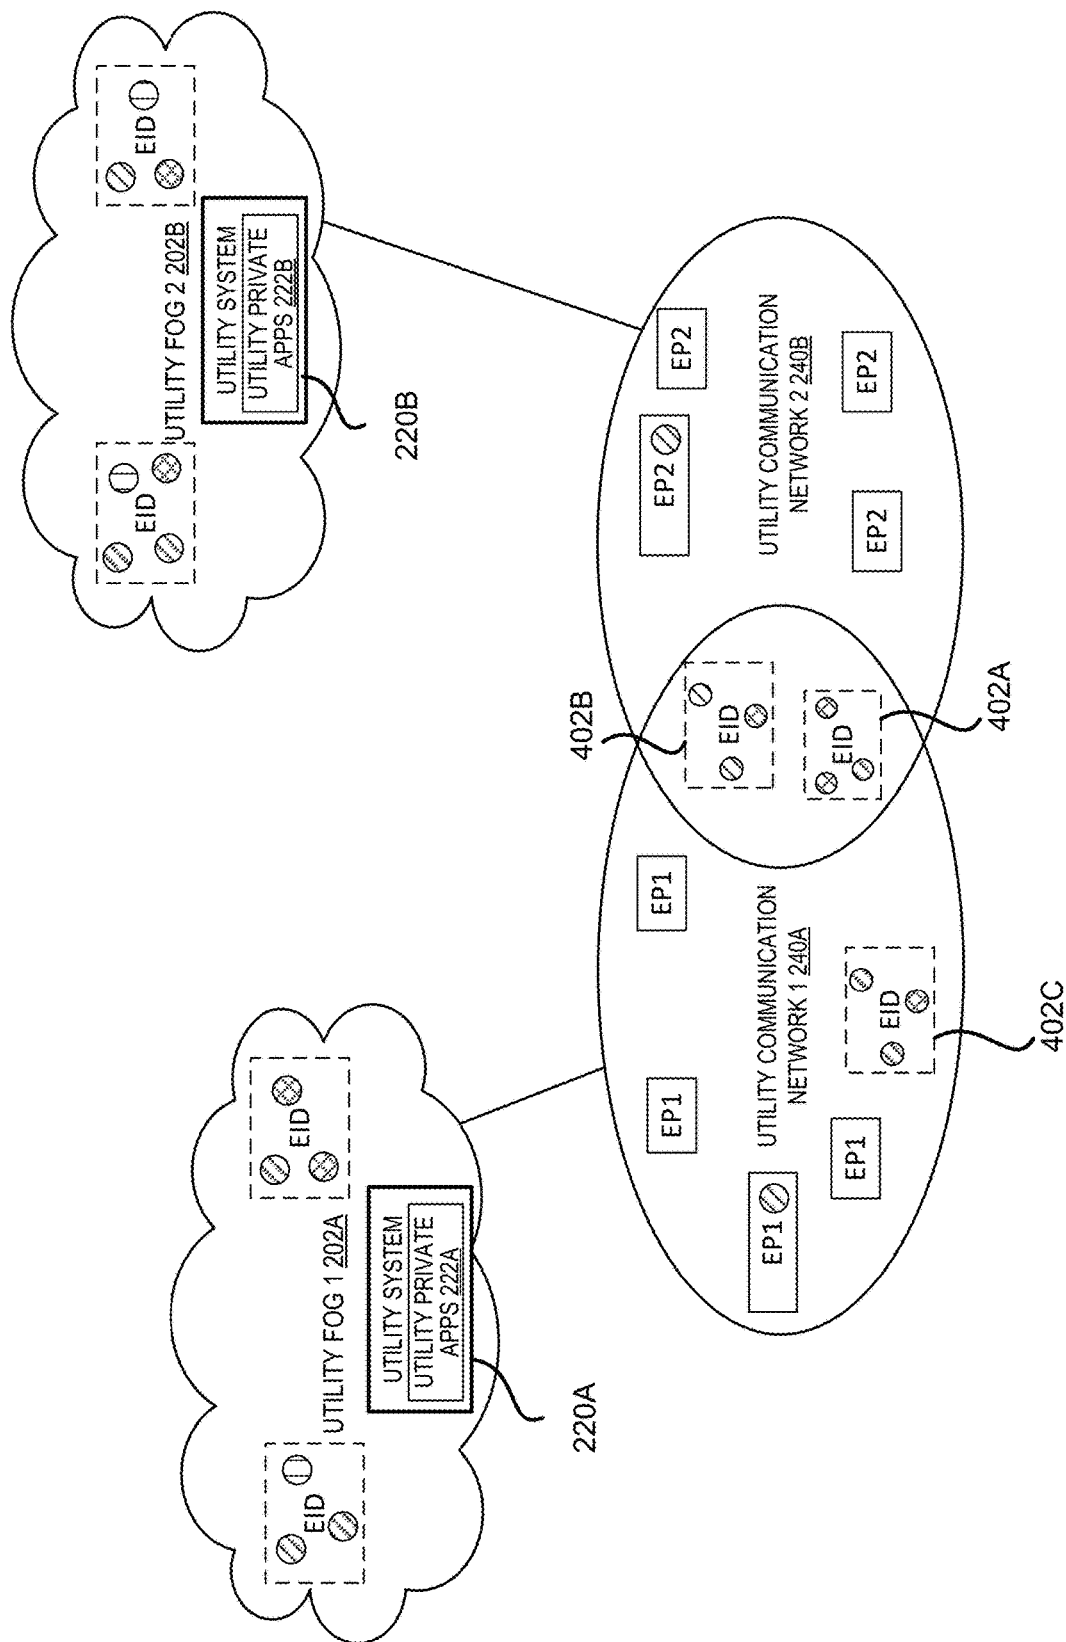 EID
UTILITY FOG 1 202A
EID
UTILITY SYSTEM
UTILITY PRIVATE
APPS 222A
220A
EID
UTILITY FOG 2 202B
EID
UTILITY SYSTEM
UTILITY PRIVATE
APPS 222B
220B
EP1
EP1
EP1
EP1
UTILITY COMMUNICATION
NETWORK 1 240A
EID
402C
402B
EID
EID
402A
EP2
EP2
UTILITY COMMUNICATION
NETWORK 2 240B
EP2
EP2